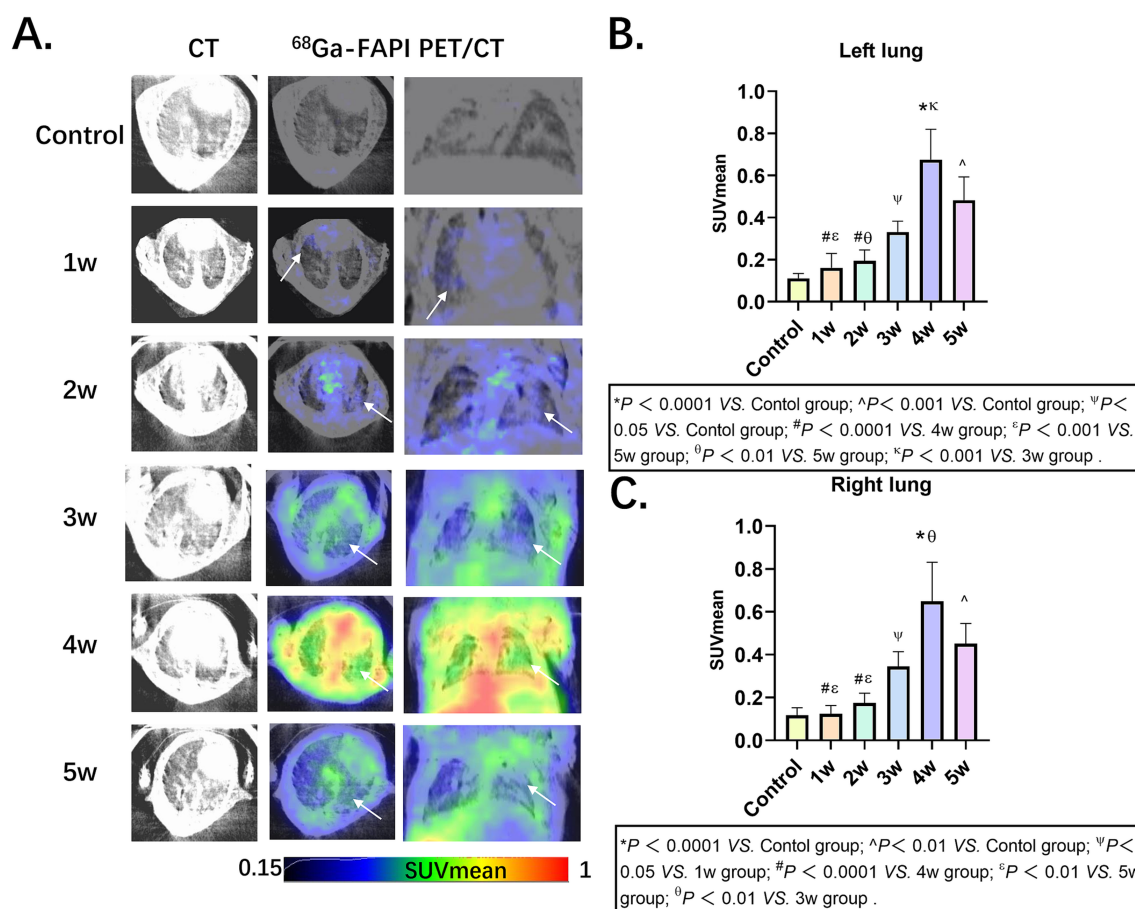 A.
CT
⁶⁸Ga-FAPI PET/CT
Control
1w
2w
3w
4w
5w
0.15
SUVmean
1
B.
Left lung
SUVmean
1.0
0.8
0.6
0.4
0.2
0.0
#ε
#θ
ψ
*κ
^
Control
1w
2w
3w
4w
5w
*P < 0.0001 VS. Contol group; ^P< 0.001 VS. Contol group; ᴪP<
0.05 VS. Contol group; #P < 0.0001 VS. 4w group; εP < 0.001 VS.
5w group; θP < 0.01 VS. 5w group; κP < 0.001 VS. 3w group .
C.
Right lung
SUVmean
1.0
0.8
0.6
0.4
0.2
0.0
#ε
#ε
ψ
*θ
^
Control
1w
2w
3w
4w
5w
*P < 0.0001 VS. Contol group; ^P< 0.01 VS. Contol group; ᴪP<
0.05 VS. 1w group; #P < 0.0001 VS. 4w group; εP < 0.01 VS. 5w
group; θP < 0.01 VS. 3w group .